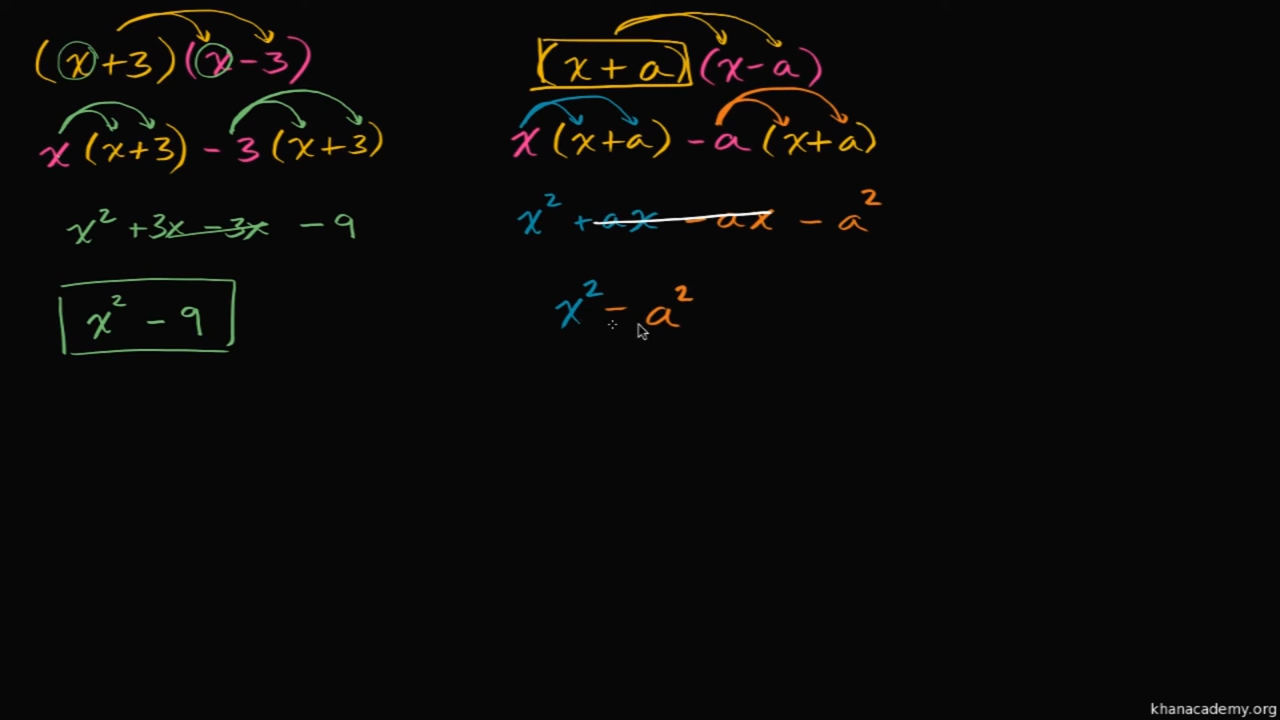 (x+3)(x-3)
x(x+3)-3(x+3)
x²+3x-3x-9
x²-9
(x+a)(x-a)
x(x+a)-a(x+a)
x²+ax-ax-a²
x²-a²
khanacademy.org